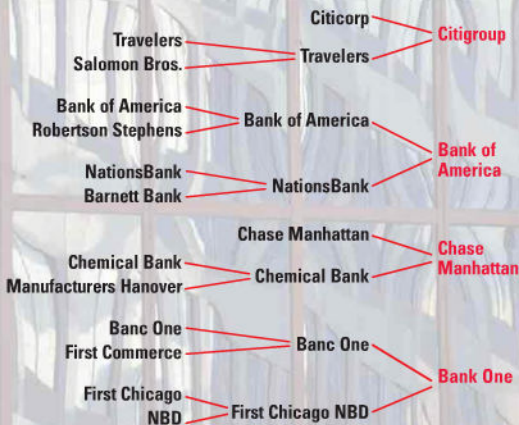 Citicorp
Citigroup
Travelers
Salomon Bros.
Travelers
Bank of America
Robertson Stephens
Bank of America
Bank of
America
NationsBank
Barnett Bank
NationsBank
Chase Manhattan
Chase
Manhattan
Chemical Bank
Manufacturers Hanover
Chemical Bank
Banc One
First Commerce
Banc One
Bank One
First Chicago
NBD
First Chicago NBD